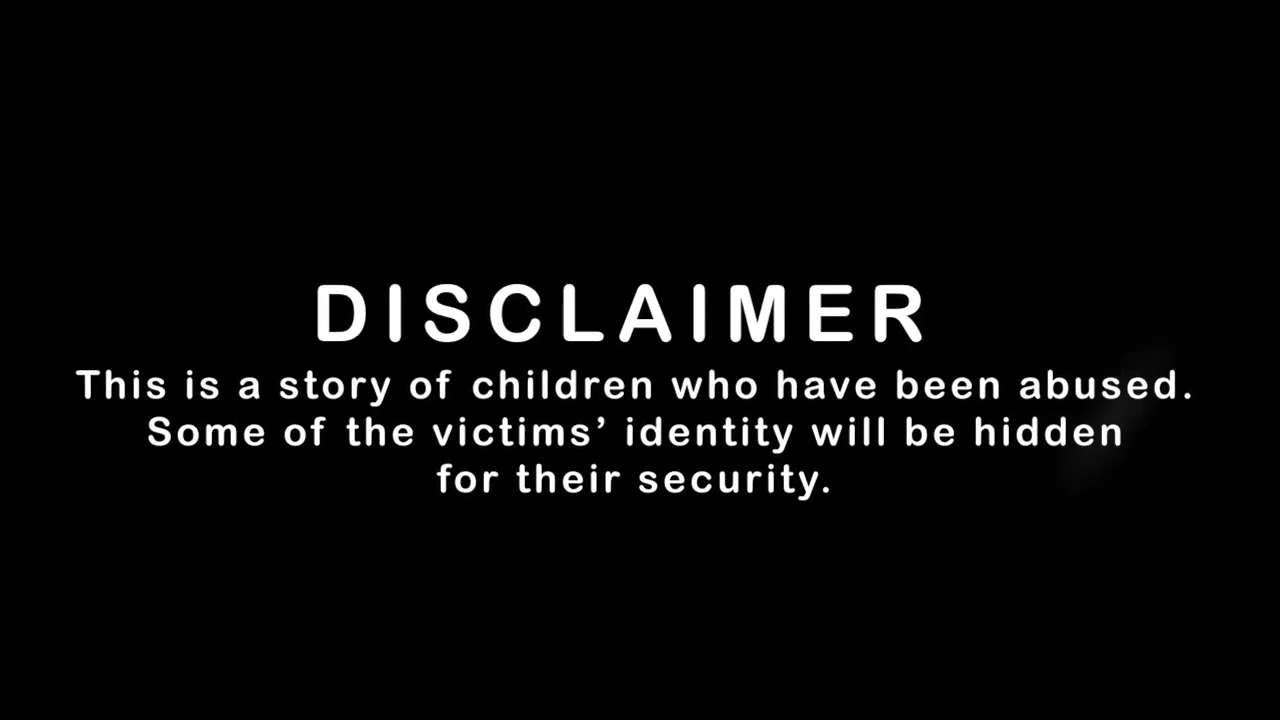 DISCLAIMER
This is a story of children who have been abused.
Some of the victims’ identity will be hidden
for their security.